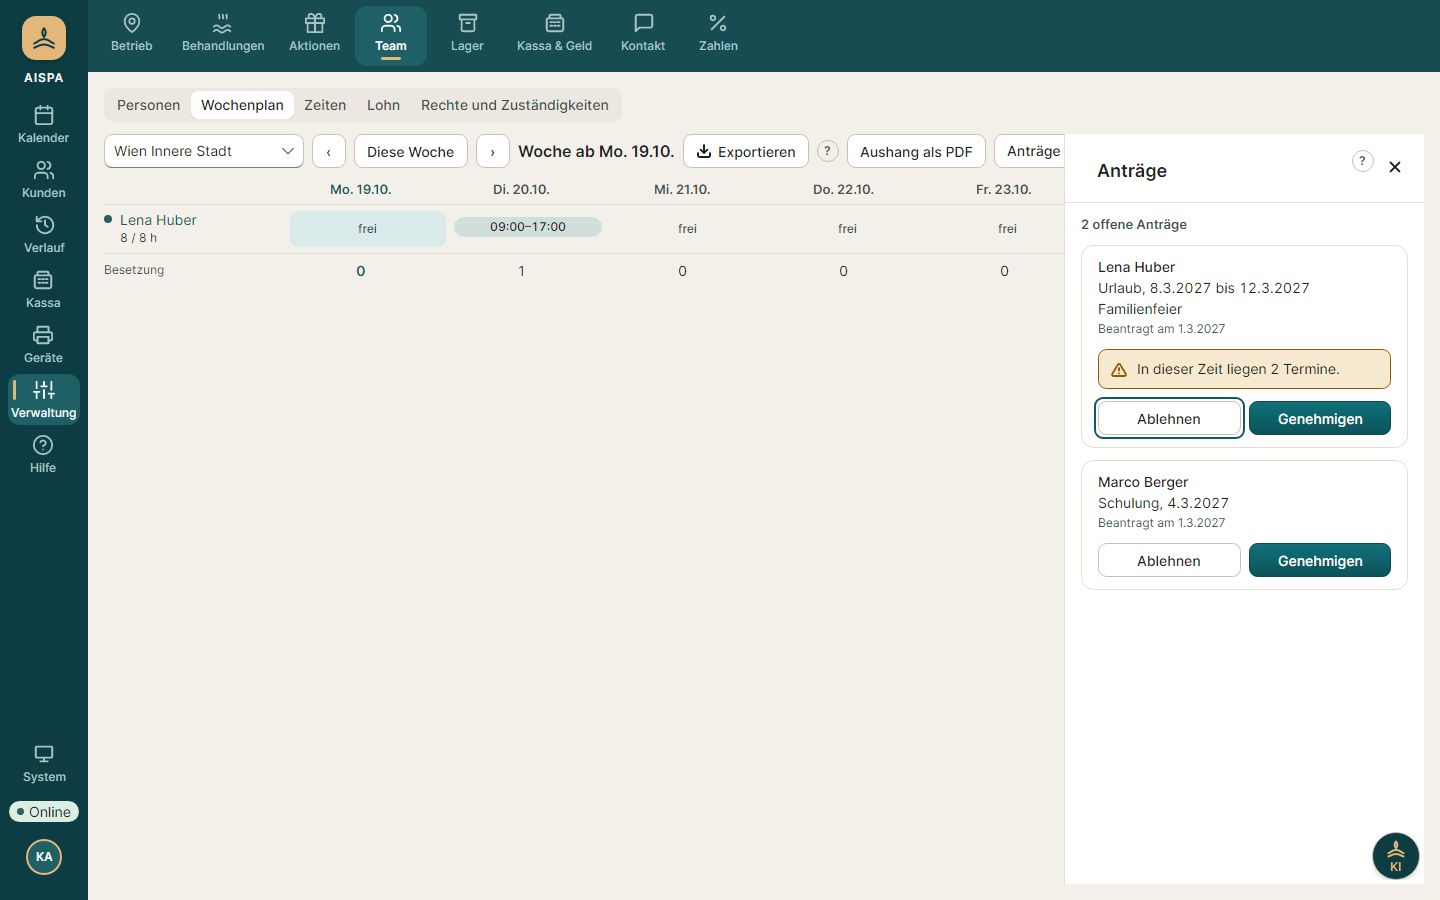 AISPA
Kalender
Kunden
Verlauf
Kassa
Geräte
Verwaltung
Hilfe
System
Online
KA
Betrieb
Behandlungen
Aktionen
Team
Lager
Kassa & Geld
Kontakt
Zahlen
Personen
Wochenplan
Zeiten
Lohn
Rechte und Zuständigkeiten
Wien Innere Stadt
‹
Diese Woche
›
Woche ab Mo. 19.10.
Exportieren
?
Aushang als PDF
Anträge
Mo. 19.10.
Di. 20.10.
Mi. 21.10.
Do. 22.10.
Fr. 23.10.
Lena Huber
8 / 8 h
frei
09:00–17:00
frei
frei
frei
Besetzung
0
1
0
0
0
Anträge
?
2 offene Anträge
Lena Huber
Urlaub, 8.3.2027 bis 12.3.2027
Familienfeier
Beantragt am 1.3.2027
In dieser Zeit liegen 2 Termine.
Ablehnen
Genehmigen
Marco Berger
Schulung, 4.3.2027
Beantragt am 1.3.2027
Ablehnen
Genehmigen
KI